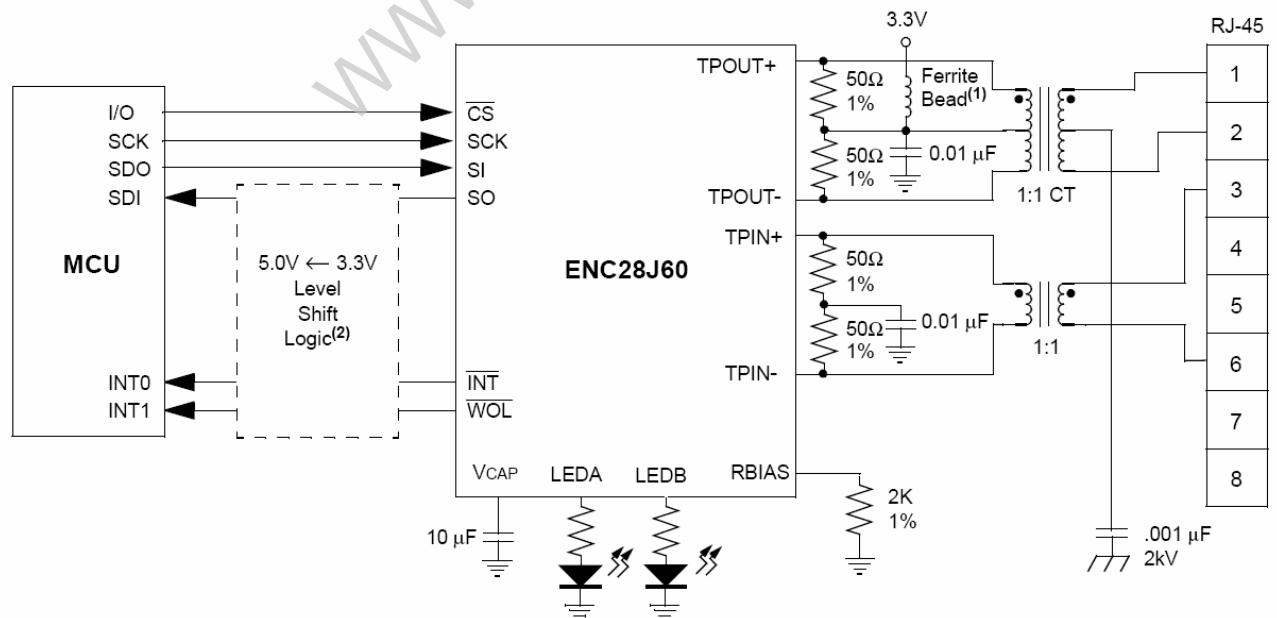 www
3.3V
RJ-45
MCU
I/O
SCK
SDO
SDI
INT0
INT1
5.0V ← 3.3V
Level
Shift
Logic(2)
ENC28J60
CS
SCK
SI
SO
INT
WOL
VCAP
LEDA
LEDB
RBIAS
TPOUT+
TPOUT-
TPIN+
TPIN-
50Ω
1%
Ferrite
Bead(1)
50Ω
1%
0.01 µF
1:1 CT
50Ω
1%
50Ω
1%
0.01 µF
1:1
10 µF
2K
1%
.001 µF
2kV
1
2
3
4
5
6
7
8